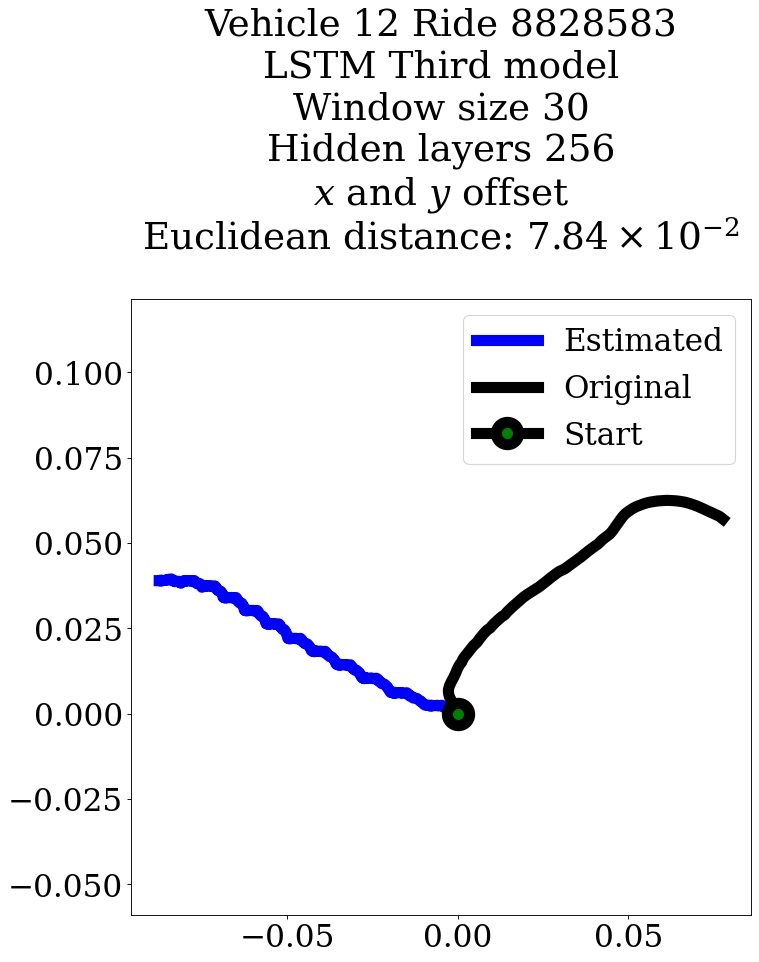 Vehicle 12 Ride 8828583
LSTM Third model
Window size 30
Hidden layers 256
x and y offset
Euclidean distance: 7.84 × 10⁻²
Estimated
Original
Start
0.100
0.075
0.050
0.025
0.000
−0.025
−0.050
−0.05 0.00 0.05